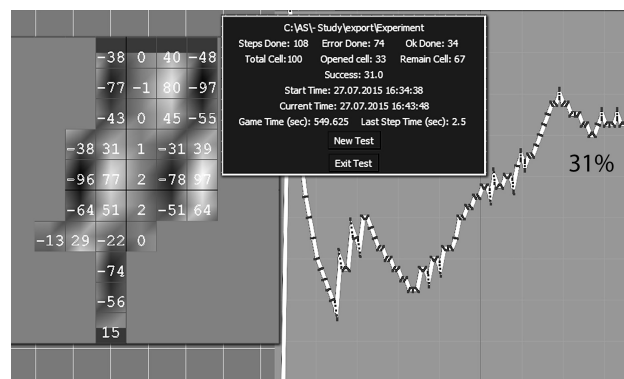 C:\AS\- Study\export\Experiment
Steps Done: 108 Error Done: 74 Ok Done: 34
Total Cell:100 Opened cell: 33 Remain Cell: 67
Success: 31.0
Start Time: 27.07.2015 16:34:38
Current Time: 27.07.2015 16:43:48
Game Time (sec): 549.625 Last Step Time (sec): 2.5
New Test
Exit Test
-38 0 40 -48
-77 -1 80 -97
-43 0 45 -55
-38 31 1 -31 39
-96 77 2 -78 97
-64 51 2 -51 64
-13 29 -22 0
-74
-56
15
31%